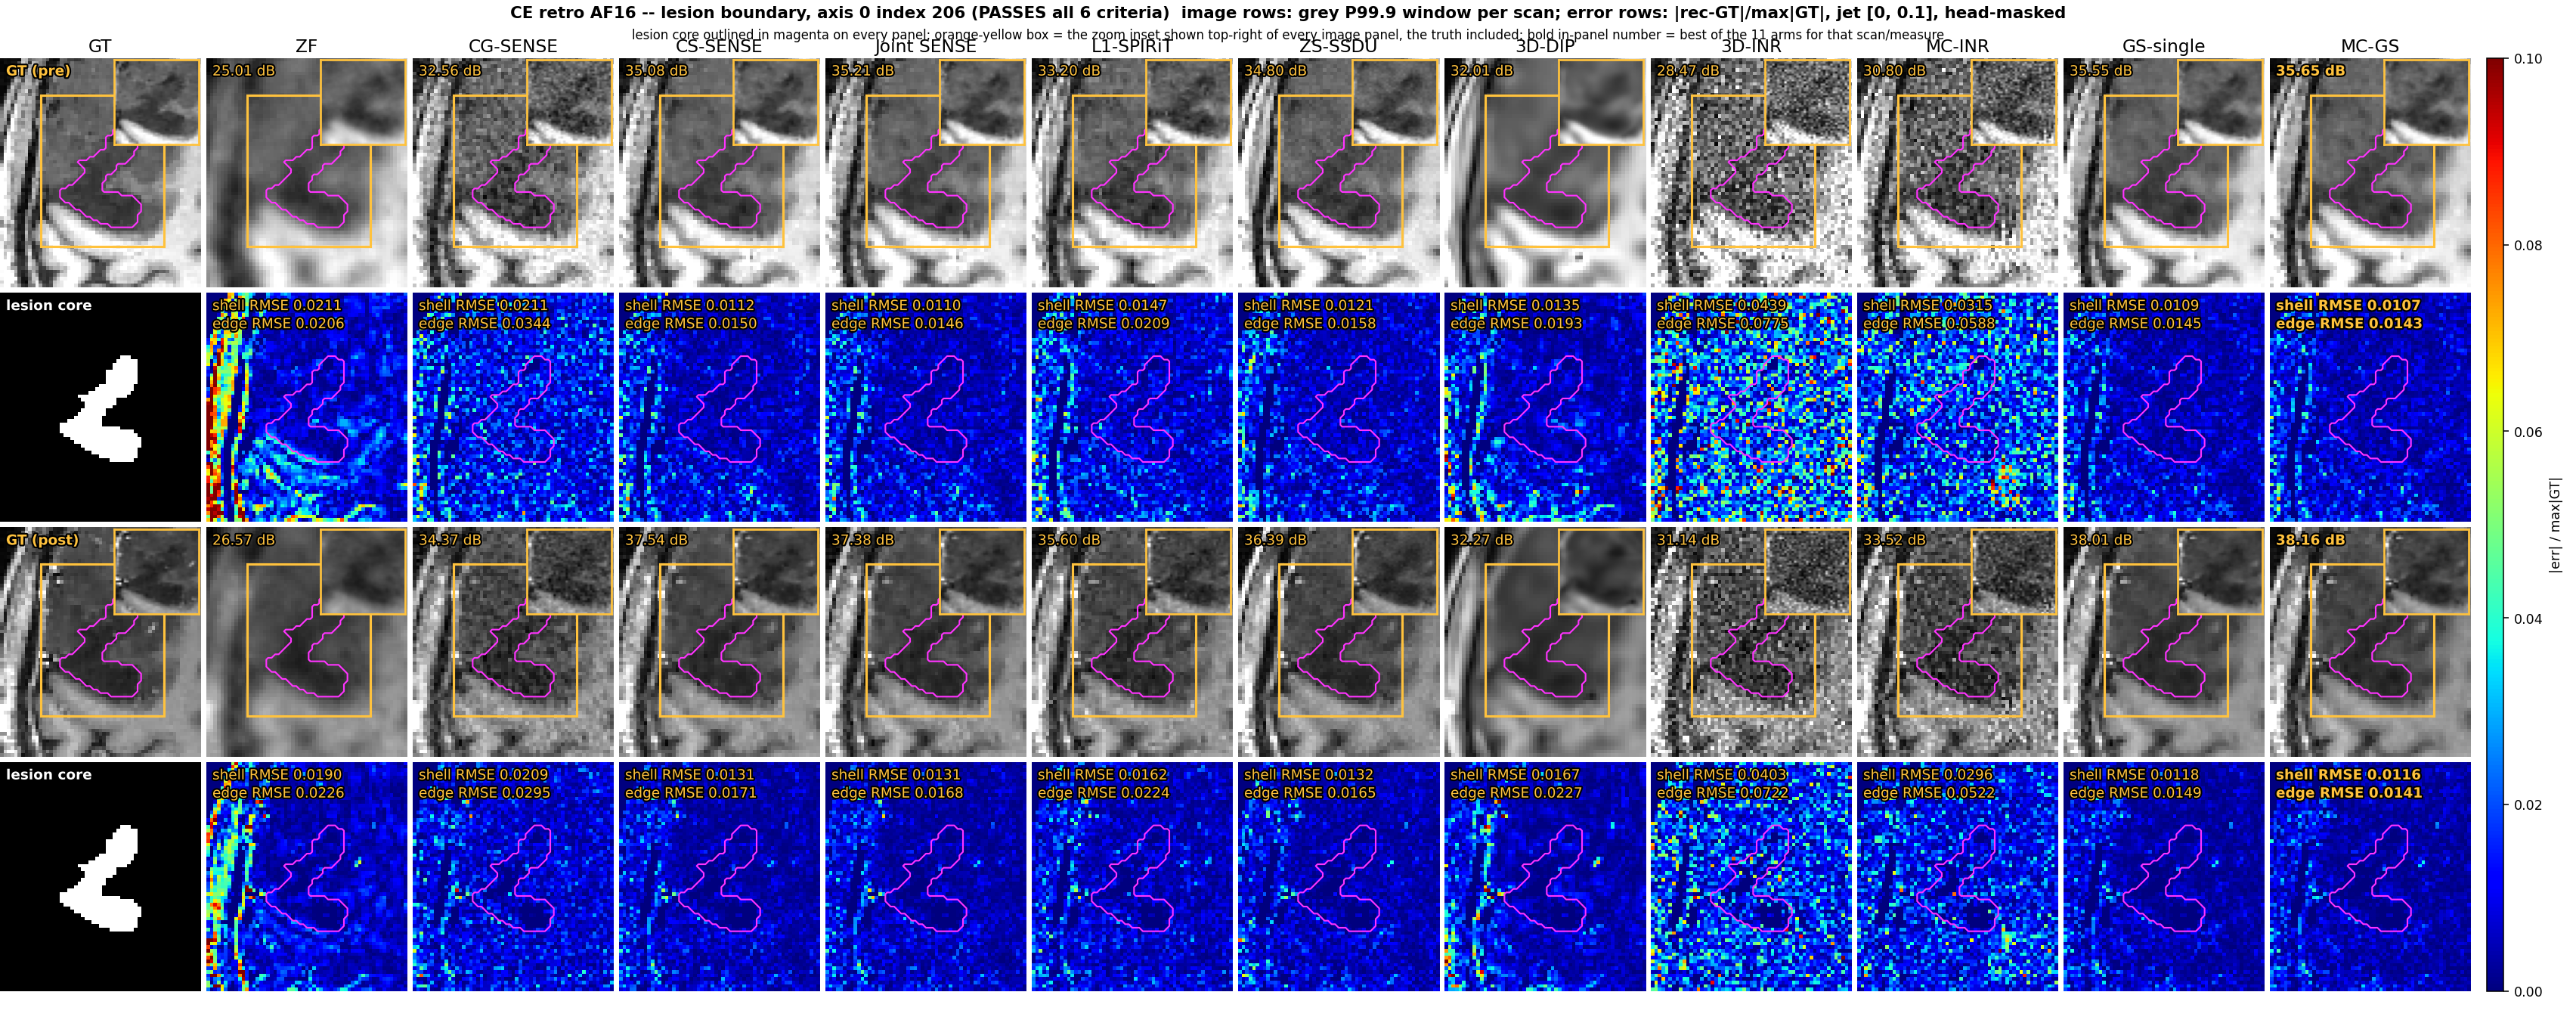 CE retro AF16 -- lesion boundary, axis 0 index 206 (PASSES all 6 criteria)  image rows: grey P99.9 window per scan; error rows: |rec-GT|/max|GT|, jet [0, 0.1], head-masked
lesion core outlined in magenta on every panel; orange-yellow box = the zoom inset shown top-right of every image panel, the truth included; bold in-panel number = best of the 11 arms for that scan/measure
GT ZF CG-SENSE CS-SENSE Joint SENSE L1-SPIRiT ZS-SSDU 3D-DIP 3D-INR MC-INR GS-single MC-GS
GT (pre) 25.01 dB 32.56 dB 35.08 dB 35.21 dB 33.20 dB 34.80 dB 32.01 dB 28.47 dB 30.80 dB 35.55 dB 35.65 dB
lesion core shell RMSE 0.0211 shell RMSE 0.0211 shell RMSE 0.0112 shell RMSE 0.0110 shell RMSE 0.0147 shell RMSE 0.0121 shell RMSE 0.0135 shell RMSE 0.0439 shell RMSE 0.0315 shell RMSE 0.0109 shell RMSE 0.0107
edge RMSE 0.0206 edge RMSE 0.0344 edge RMSE 0.0150 edge RMSE 0.0146 edge RMSE 0.0209 edge RMSE 0.0158 edge RMSE 0.0193 edge RMSE 0.0775 edge RMSE 0.0588 edge RMSE 0.0145 edge RMSE 0.0143
GT (post) 26.57 dB 34.37 dB 37.54 dB 37.38 dB 35.60 dB 36.39 dB 32.27 dB 31.14 dB 33.52 dB 38.01 dB 38.16 dB
lesion core shell RMSE 0.0190 shell RMSE 0.0209 shell RMSE 0.0131 shell RMSE 0.0131 shell RMSE 0.0162 shell RMSE 0.0132 shell RMSE 0.0167 shell RMSE 0.0403 shell RMSE 0.0296 shell RMSE 0.0118 shell RMSE 0.0116
edge RMSE 0.0226 edge RMSE 0.0295 edge RMSE 0.0171 edge RMSE 0.0168 edge RMSE 0.0224 edge RMSE 0.0165 edge RMSE 0.0227 edge RMSE 0.0722 edge RMSE 0.0522 edge RMSE 0.0149 edge RMSE 0.0141
0.10
0.08
0.06
0.04
0.02
0.00
|err| / max|GT|